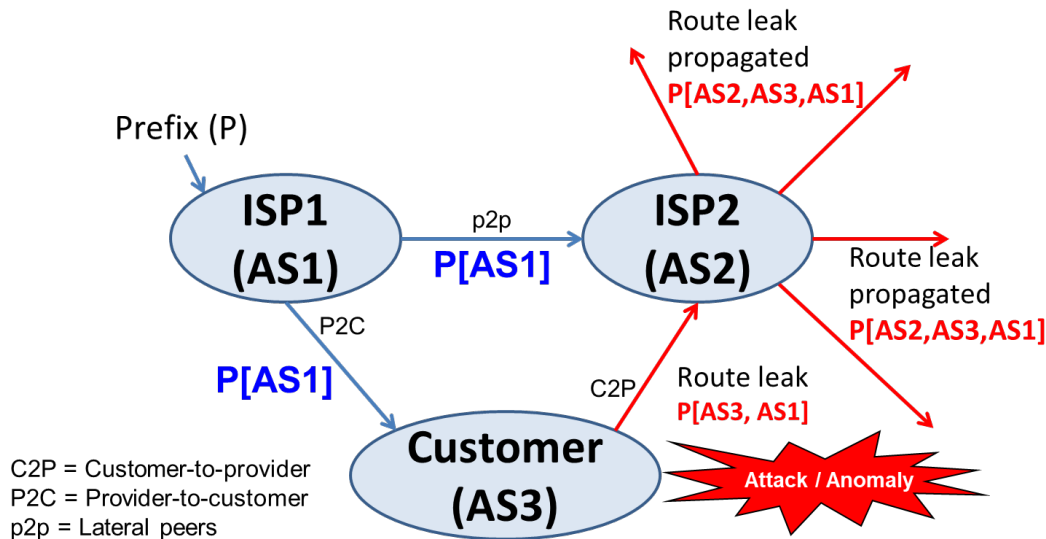 Route leak
propagated
P[AS2,AS3,AS1]
Prefix (P)
ISP1
(AS1)
p2p
P[AS1]
ISP2
(AS2)
Route leak
propagated
P[AS2,AS3,AS1]
P2C
P[AS1]
C2P
Route leak
P[AS3, AS1]
Customer
(AS3)
Attack / Anomaly
C2P = Customer-to-provider
P2C = Provider-to-customer
p2p = Lateral peers